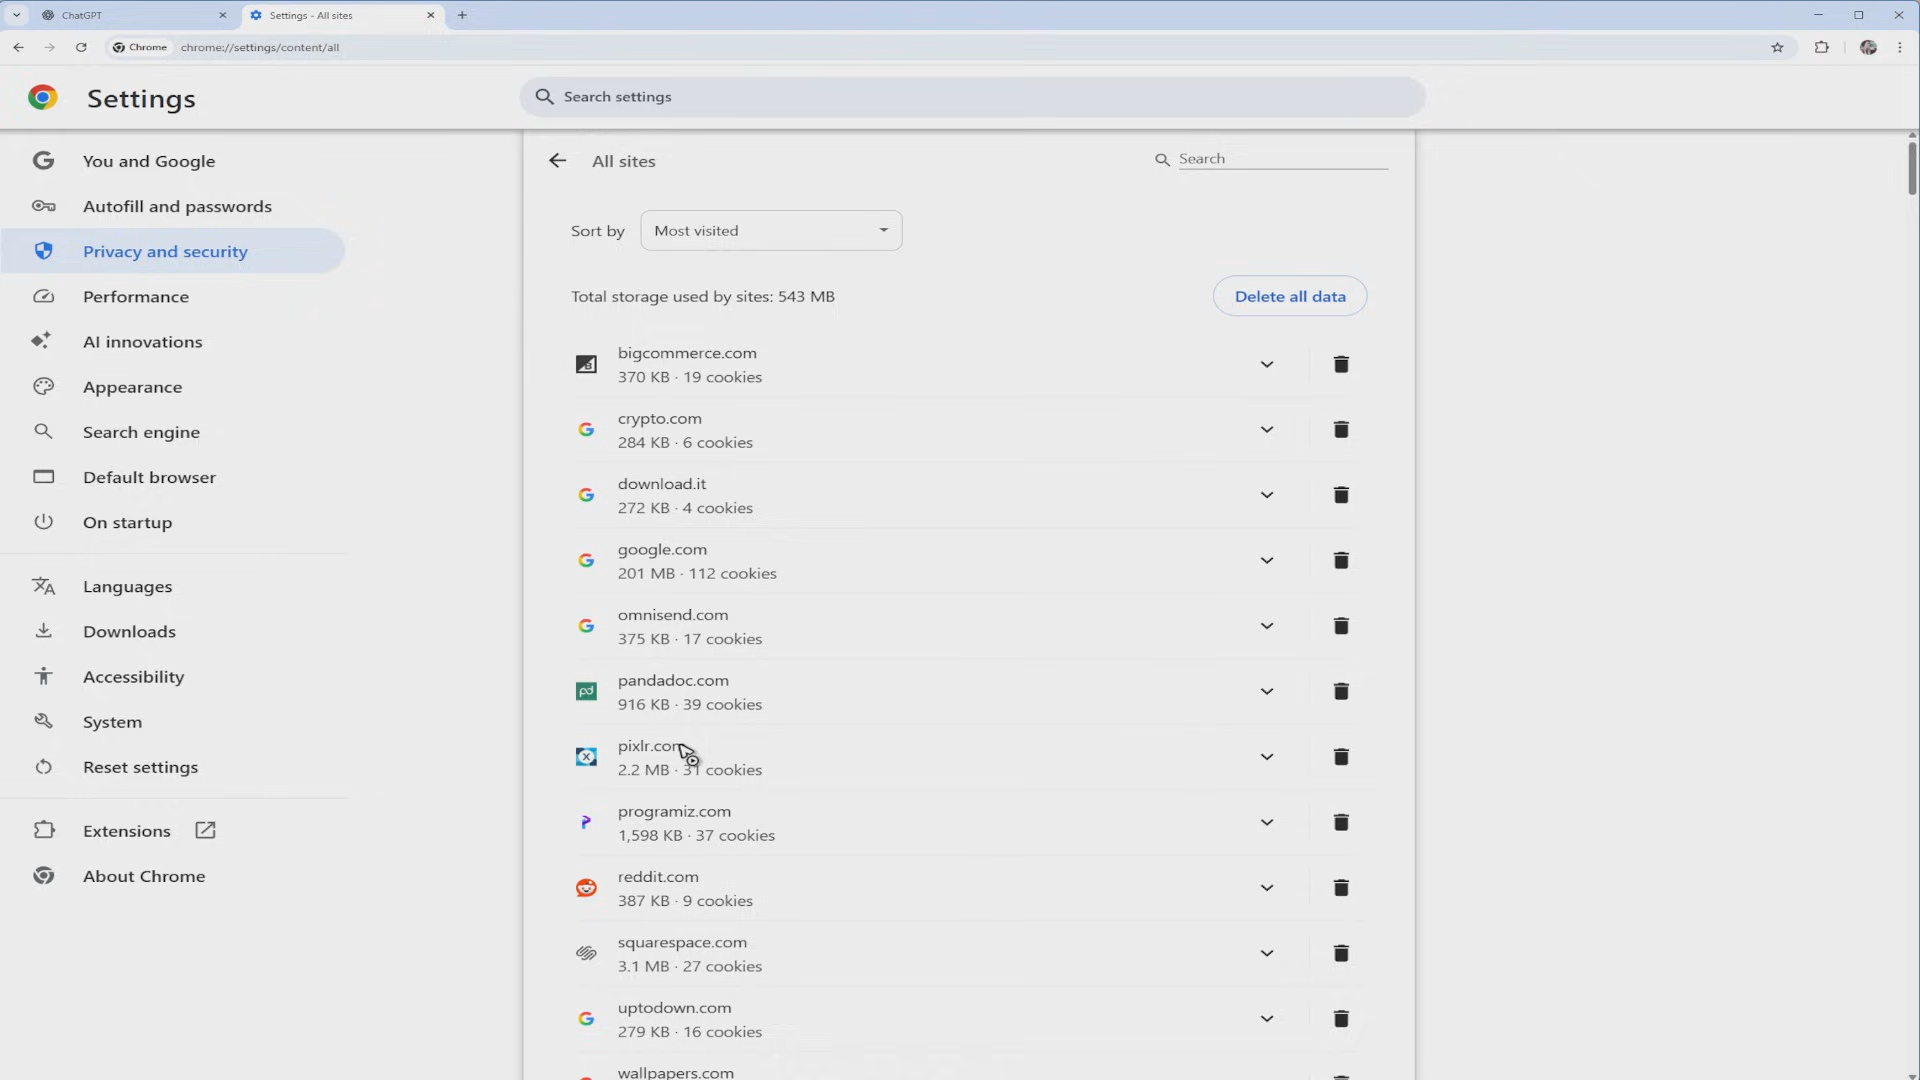 ChatGPT
Settings - All sites
Chrome
chrome://settings/content/all
Settings
Search settings
You and Google
Autofill and passwords
Privacy and security
Performance
AI innovations
Appearance
Search engine
Default browser
On startup
Languages
Downloads
Accessibility
System
Reset settings
Extensions
About Chrome
All sites
Search
Sort by
Most visited
Total storage used by sites: 543 MB
Delete all data
bigcommerce.com
370 KB · 19 cookies
crypto.com
284 KB · 6 cookies
download.it
272 KB · 4 cookies
google.com
201 MB · 112 cookies
omnisend.com
375 KB · 17 cookies
pd
pandadoc.com
916 KB · 39 cookies
pixlr.com
2.2 MB · 31 cookies
programiz.com
1,598 KB · 37 cookies
reddit.com
387 KB · 9 cookies
squarespace.com
3.1 MB · 27 cookies
uptodown.com
279 KB · 16 cookies
wallpapers.com